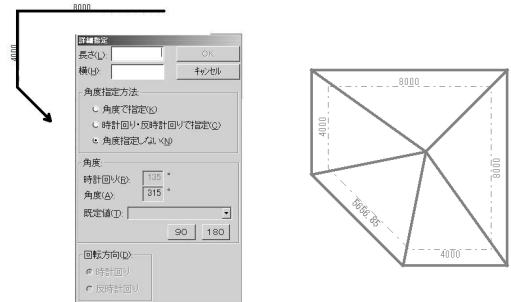 8000
4000
詳細指定
長さ(L):
OK
横(H):
キャンセル
角度指定方法
角度で指定(K)
時計回り・反時計回りで指定(C)
角度指定しない(N)
角度:
時計回り(R): 135 °
角度(A): 315 °
既定値(T):
90 180
回転方向(D):
時計回り
反時計回り
8000
4000
8000
5656.85
4000